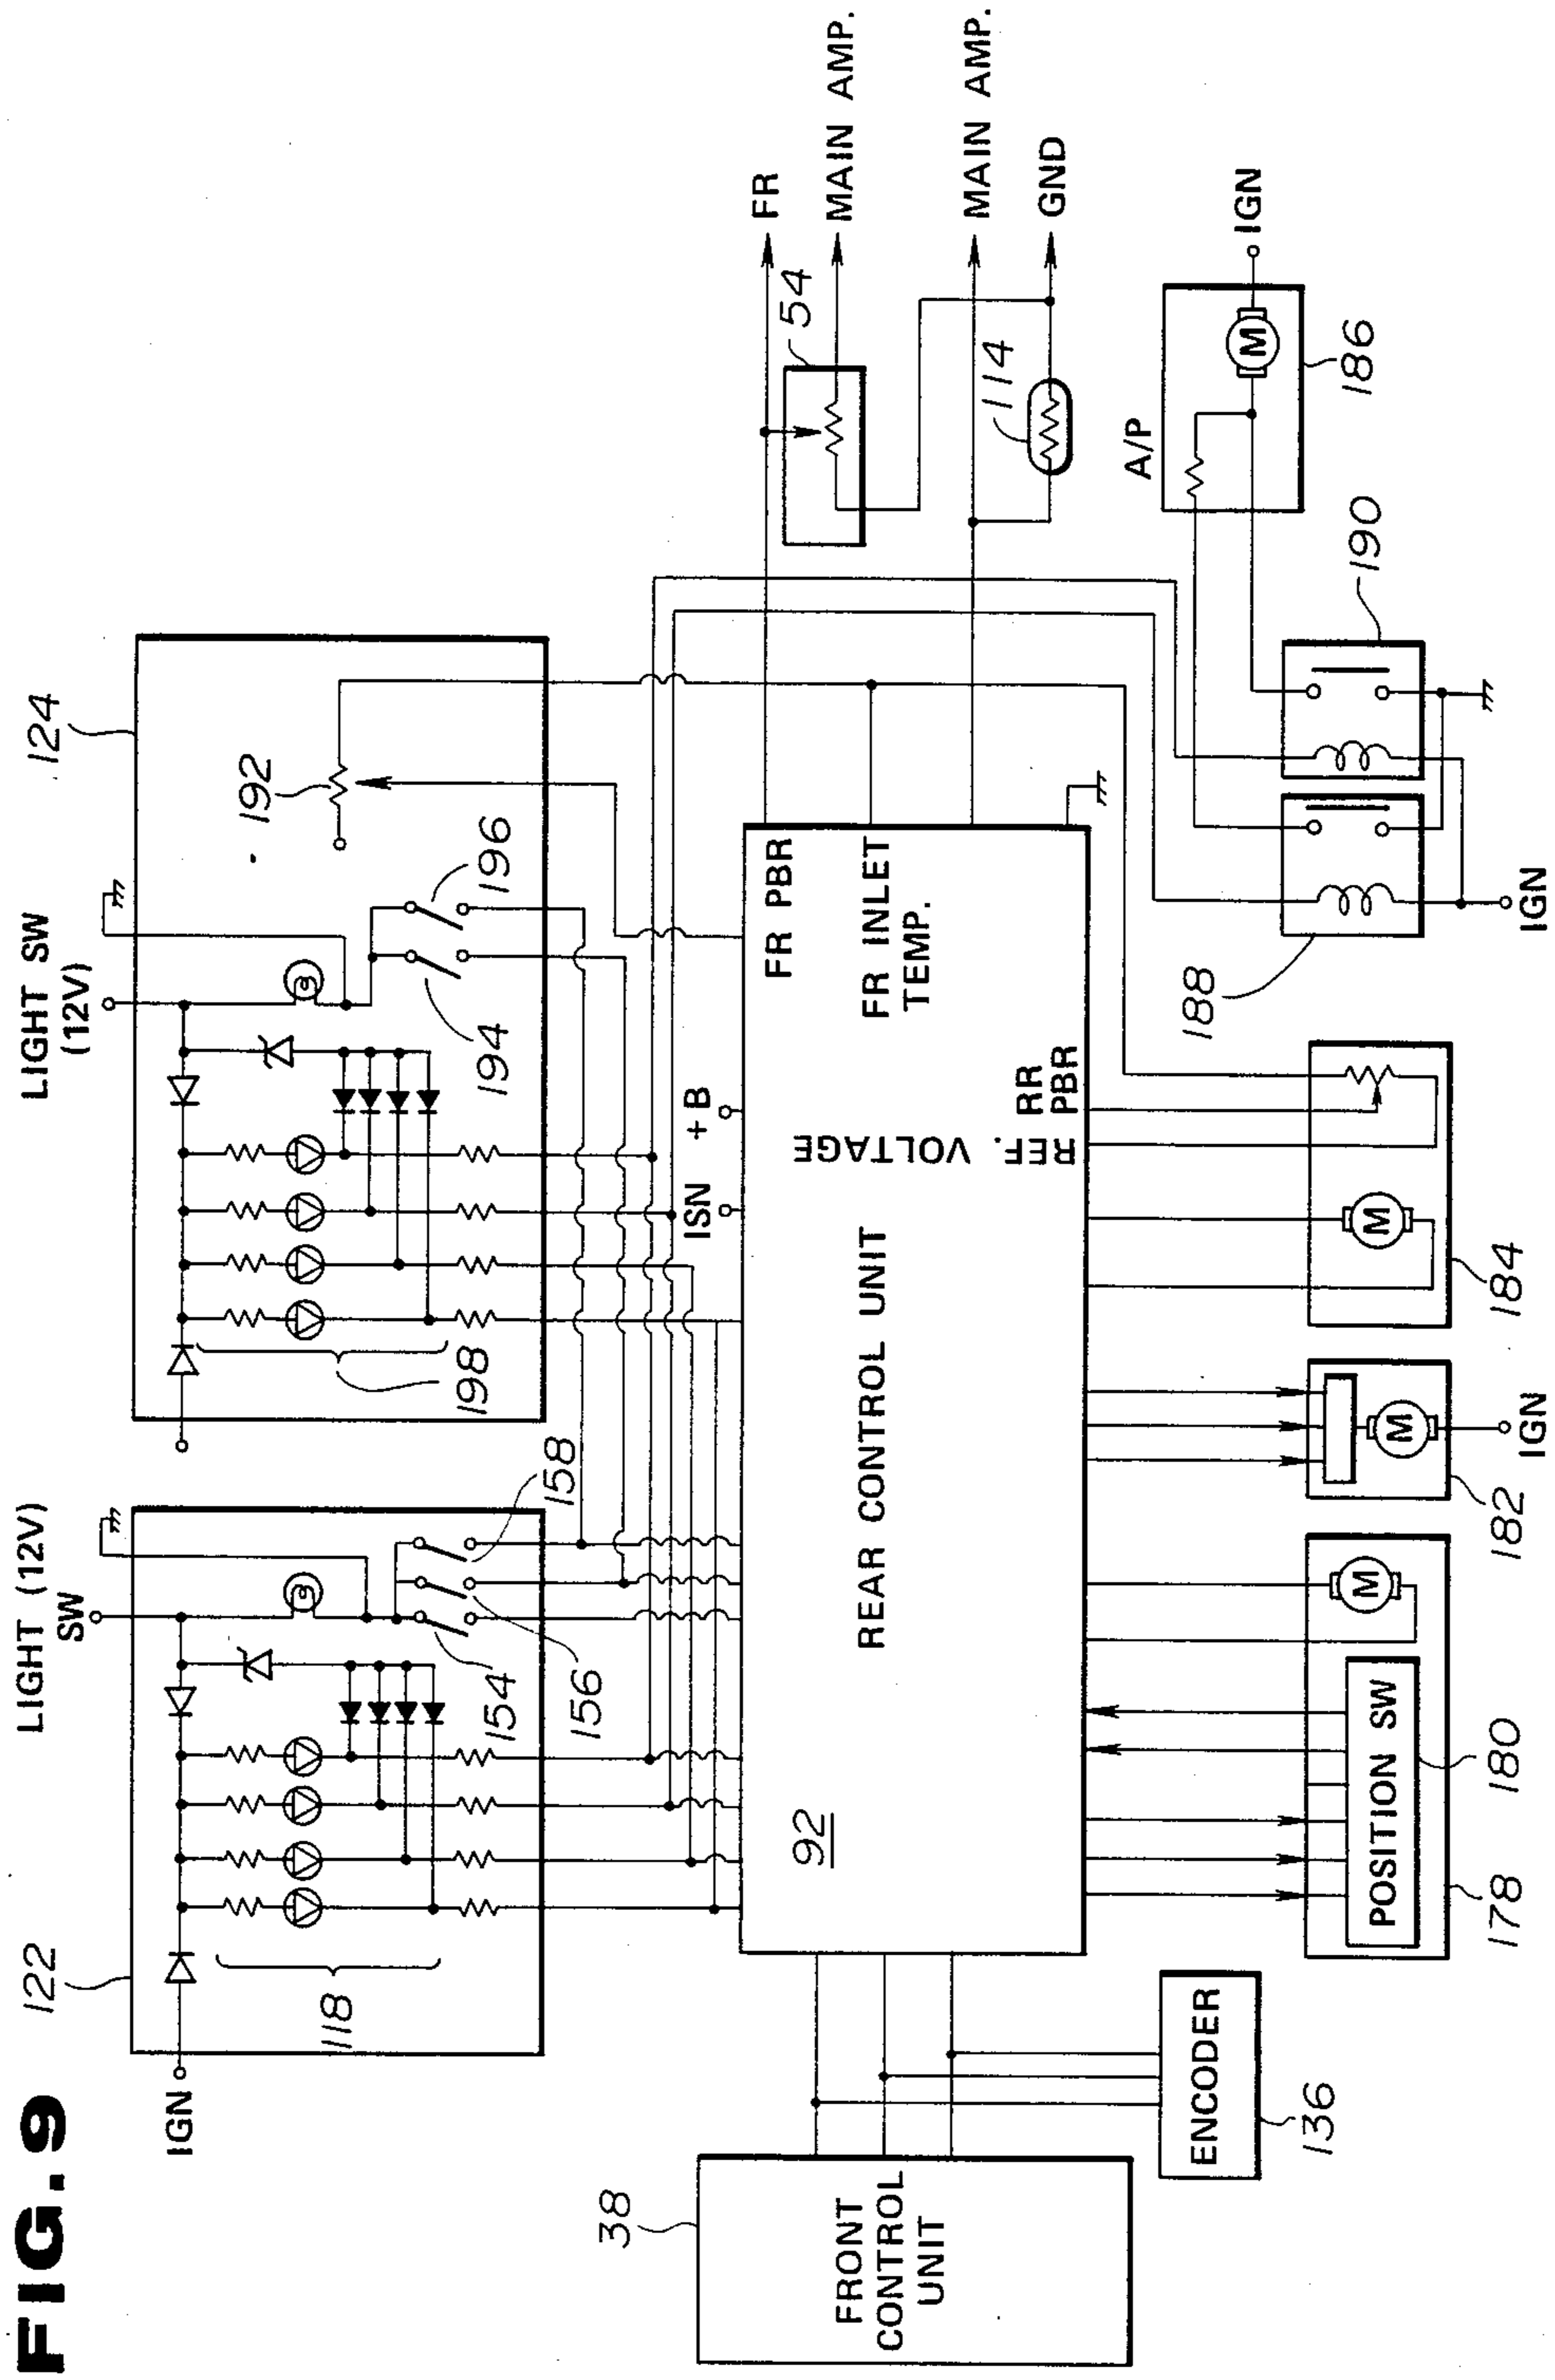 FIG.9
122
LIGHT (12V)
SW
LIGHT SW
(12V)
124
IGN
118
154
156
158
198
194
196
192
ISN
+ B
FR
MAIN AMP.
54
MAIN AMP.
GND
114
38
FRONT
CONTROL
UNIT
92
REAR CONTROL UNIT
REF. VOLTAGE
FR PBR
FR INLET
TEMP.
RR
PBR
A/P
IGN
186
190
188
IGN
ENCODER
136
POSITION SW
M
180
178
M
182
IGN
M
184
M